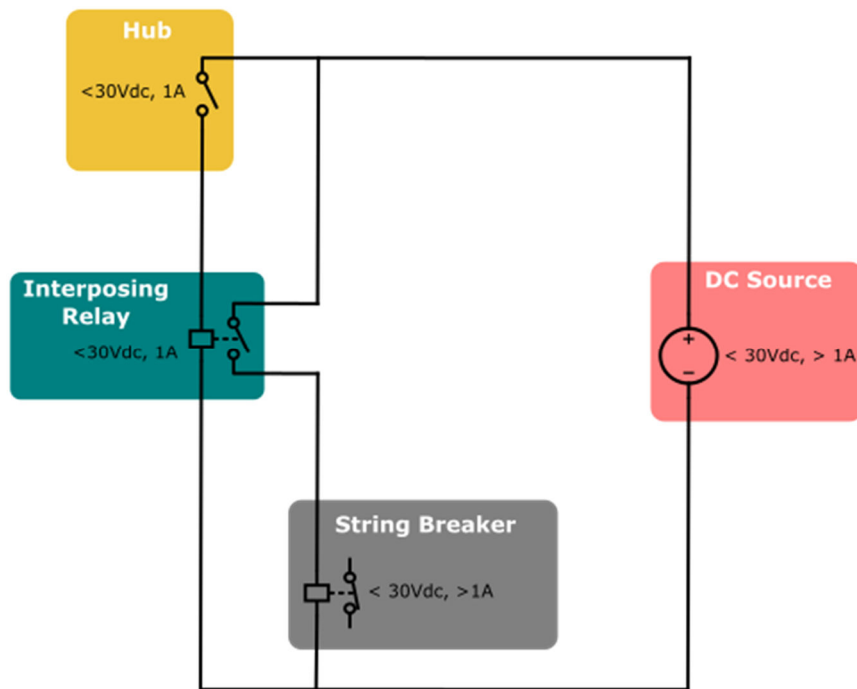 Hub
<30Vdc, 1A
Interposing
Relay
<30Vdc, 1A
DC Source
+
−
< 30Vdc, > 1A
String Breaker
< 30Vdc, >1A